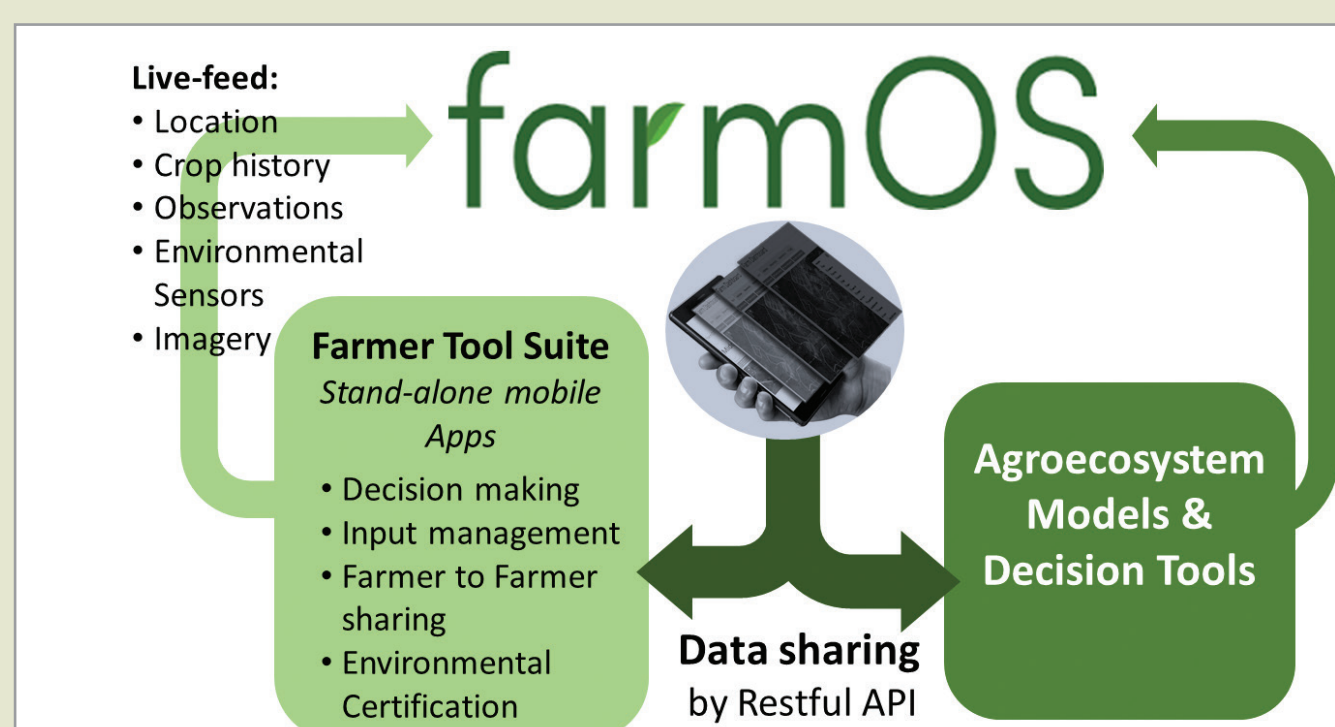 Live-feed:
• Location
• Crop history
• Observations
• Environmental
Sensors
• Imagery
farmOS
Farmer Tool Suite
Stand-alone mobile
Apps
• Decision making
• Input management
• Farmer to Farmer
sharing
• Environmental
Certification
Data sharing
by Restful API
Agroecosystem
Models &
Decision Tools